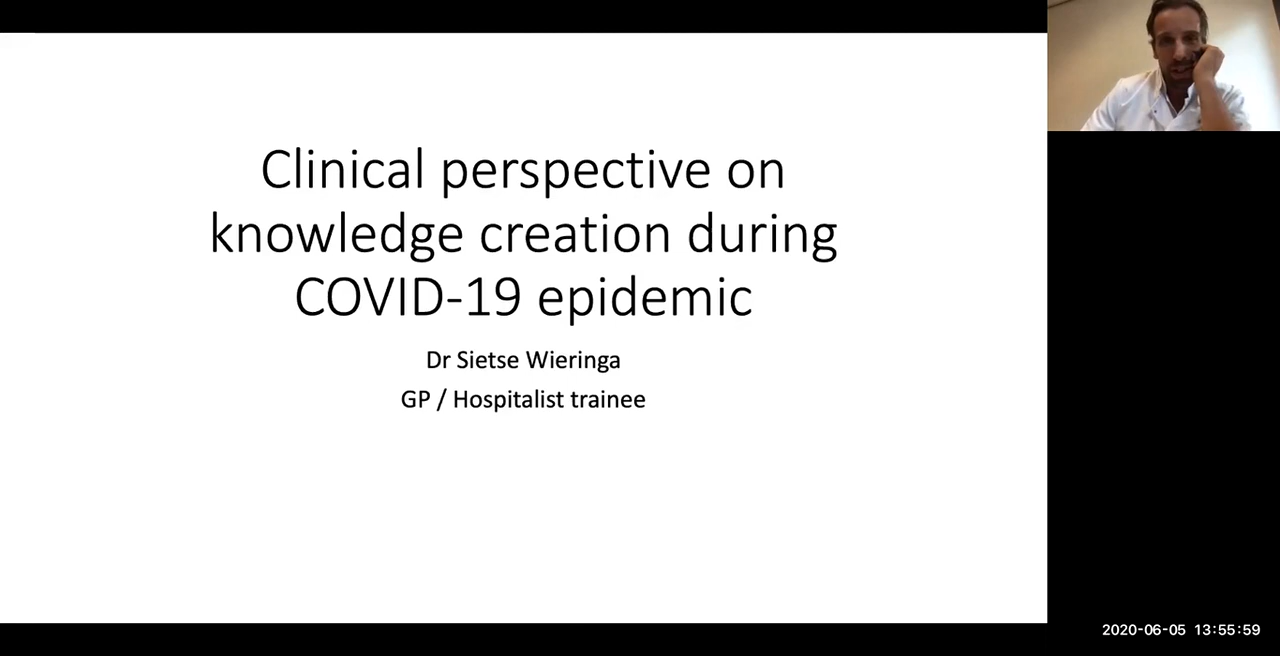 Clinical perspective on
knowledge creation during
COVID-19 epidemic
Dr Sietse Wieringa
GP / Hospitalist trainee
2020-06-05 13:55:59